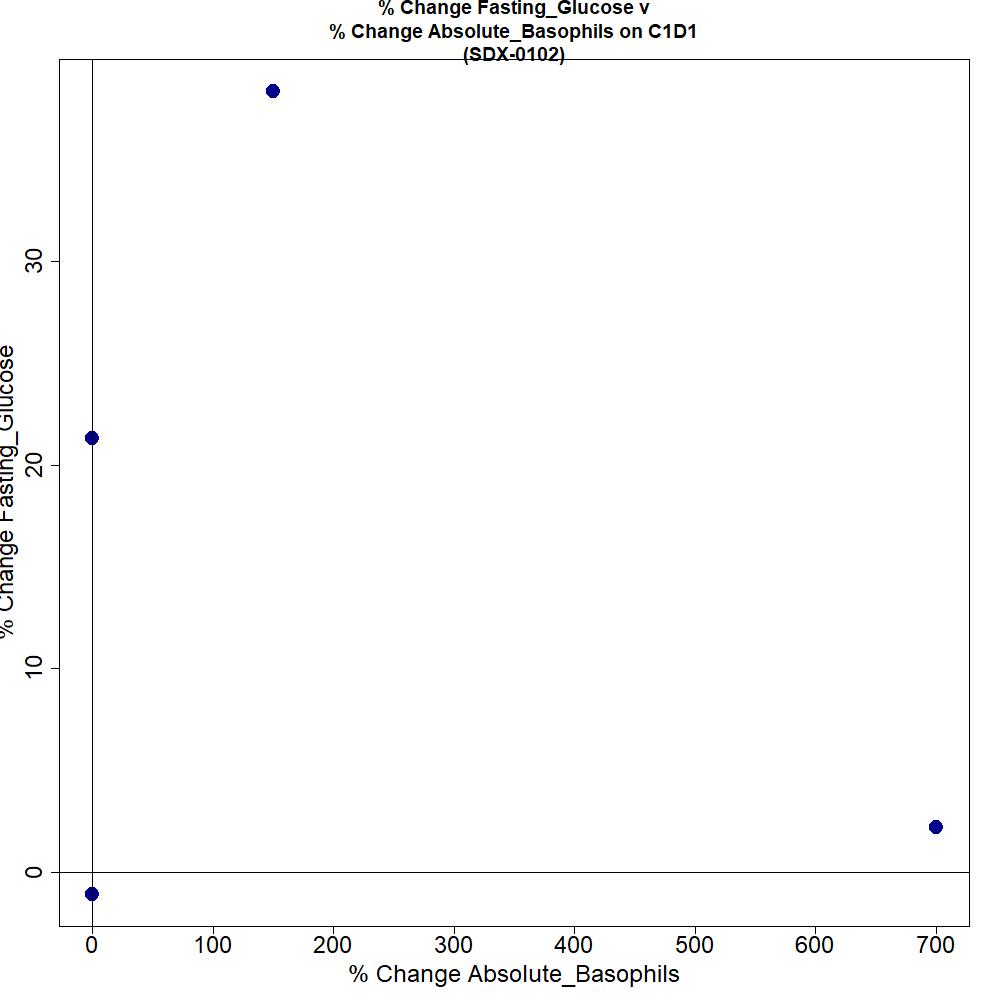 % Change Fasting_Glucose v
% Change Absolute_Basophils on C1D1
(SDX-0102)
% Change Fasting_Glucose
30
20
10
0
0 100 200 300 400 500 600 700
% Change Absolute_Basophils